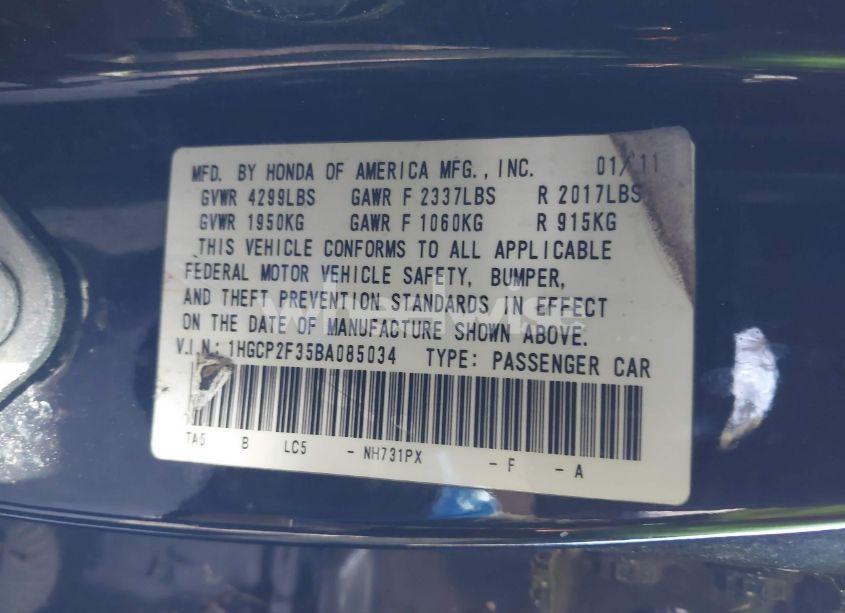 MFD. BY HONDA OF AMERICA MFG., INC. 01/11
GVWR 4299LBS GAWR F 2337LBS R 2017LBS
GVWR 1950KG GAWR F 1060KG R 915KG
THIS VEHICLE CONFORMS TO ALL APPLICABLE
FEDERAL MOTOR VEHICLE SAFETY, BUMPER,
AND THEFT PREVENTION STANDARDS IN EFFECT
ON THE DATE OF MANUFACTURE SHOWN ABOVE.
V.I.N: 1HGCP2F35BA085034 TYPE: PASSENGER CAR
TA5 B LC5 - NH731PX - F - A